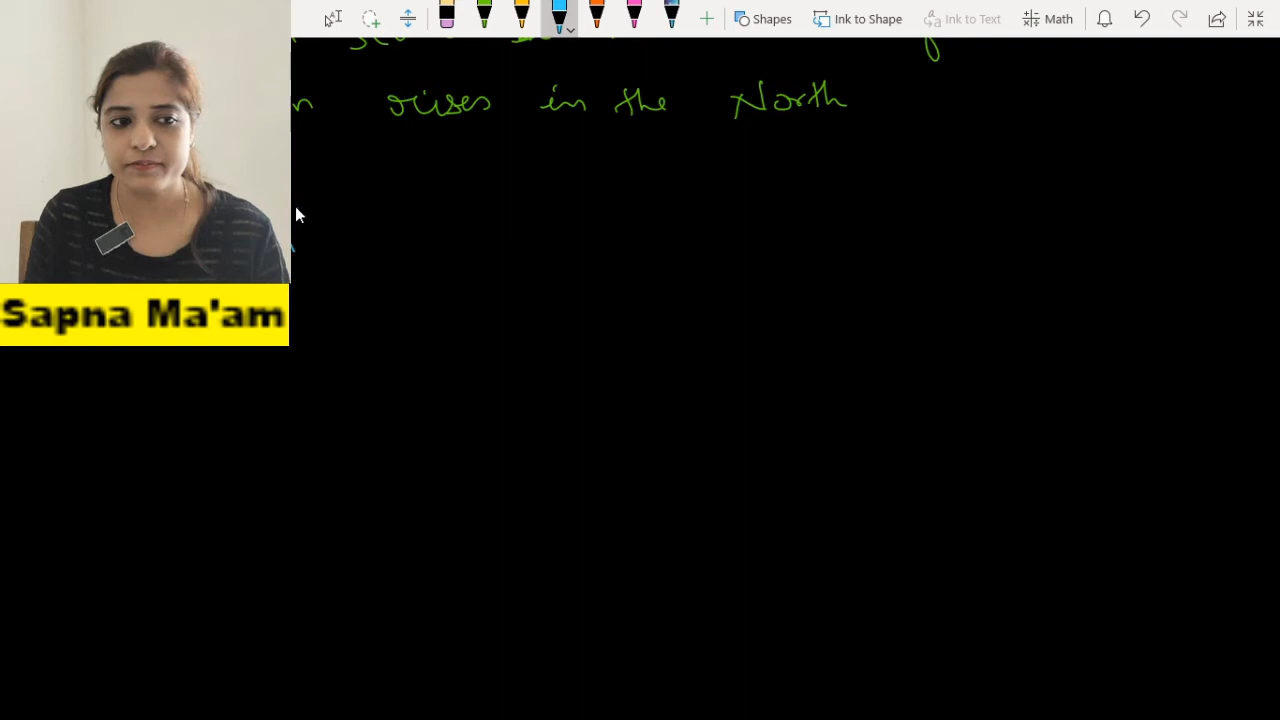 Shapes Ink to Shape Ink to Text Math
n rises in the North
Sapna Ma'am